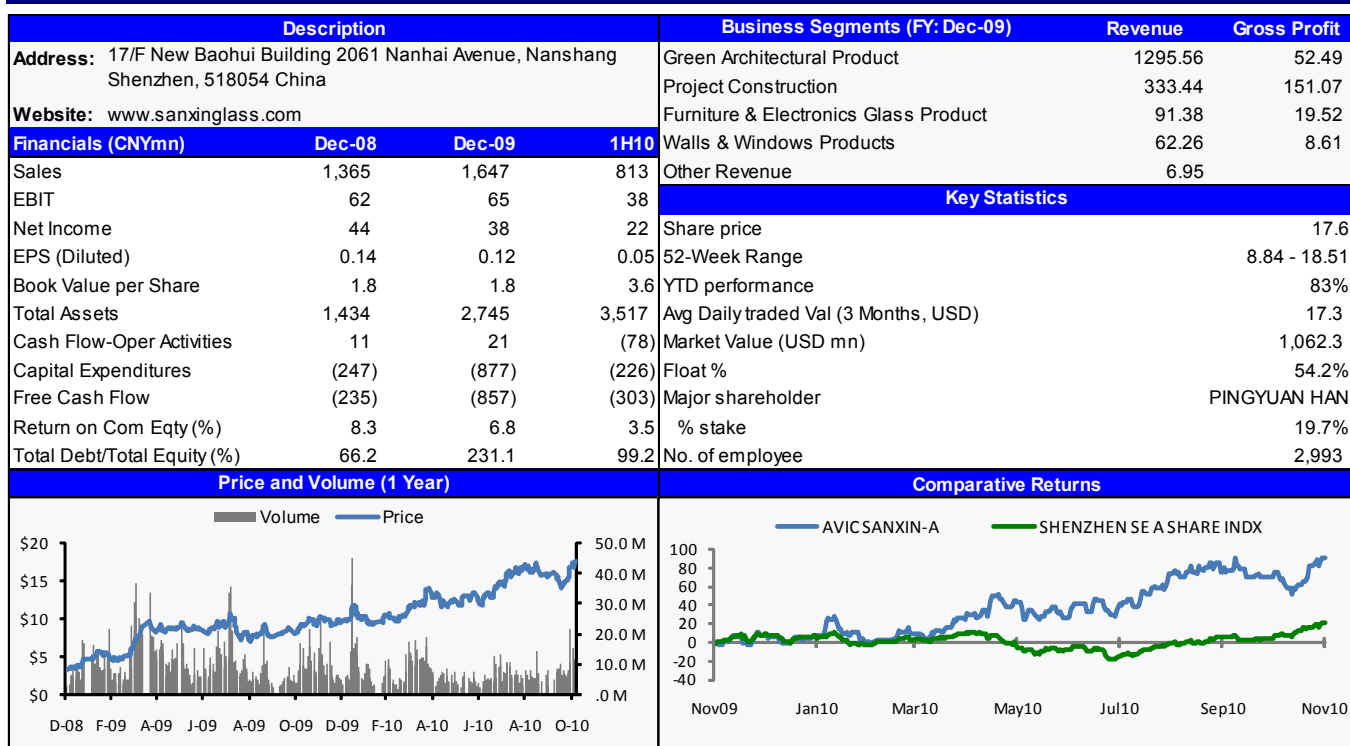 Description
Address: 17/F New Baohui Building 2061 Nanhai Avenue, Nanshang
Shenzhen, 518054 China
Website: www.sanxinglass.com
Financials (CNYmn) Dec-08 Dec-09 1H10
Sales 1,365 1,647 813
EBIT 62 65 38
Net Income 44 38 22
EPS (Diluted) 0.14 0.12 0.05
Book Value per Share 1.8 1.8 3.6
Total Assets 1,434 2,745 3,517
Cash Flow-Oper Activities 11 21 (78)
Capital Expenditures (247) (877) (226)
Free Cash Flow (235) (857) (303)
Return on Com Eqty (%) 8.3 6.8 3.5
Total Debt/Total Equity (%) 66.2 231.1 99.2
Business Segments (FY: Dec-09) Revenue Gross Profit
Green Architectural Product 1295.56 52.49
Project Construction 333.44 151.07
Furniture & Electronics Glass Product 91.38 19.52
Walls & Windows Products 62.26 8.61
Other Revenue 6.95
Key Statistics
Share price 17.6
52-Week Range 8.84 - 18.51
YTD performance 83%
Avg Daily traded Val (3 Months, USD) 17.3
Market Value (USD mn) 1,062.3
Float % 54.2%
Major shareholder PINGYUAN HAN
% stake 19.7%
No. of employee 2,993
Price and Volume (1 Year)
Volume Price
$20 50.0 M
40.0 M
$15
30.0 M
$10
20.0 M
$5
10.0 M
$0 .0 M
D-08 F-09 A-09 J-09 A-09 O-09 D-09 F-10 A-10 J-10 A-10 O-10
Comparative Returns
AVIC SANXIN-A SHENZHEN SE A SHARE INDX
100
80
60
40
20
0
-20
-40
Nov09 Jan10 Mar10 May10 Jul10 Sep10 Nov10